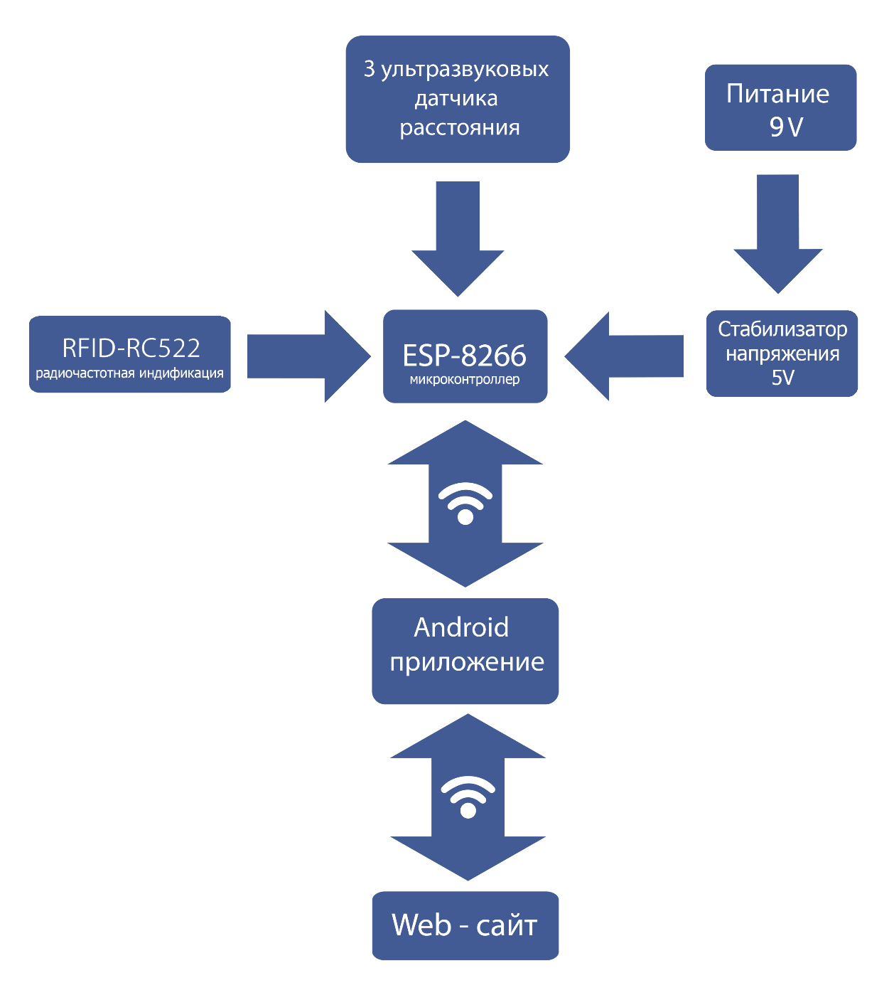 3 ультразвуковых
датчика
расстояния
Питание
9 V
RFID-RC522
радиочастотная индификация
ESP-8266
микроконтроллер
Стабилизатор
напряжения
5V
Android
приложение
Web - сайт